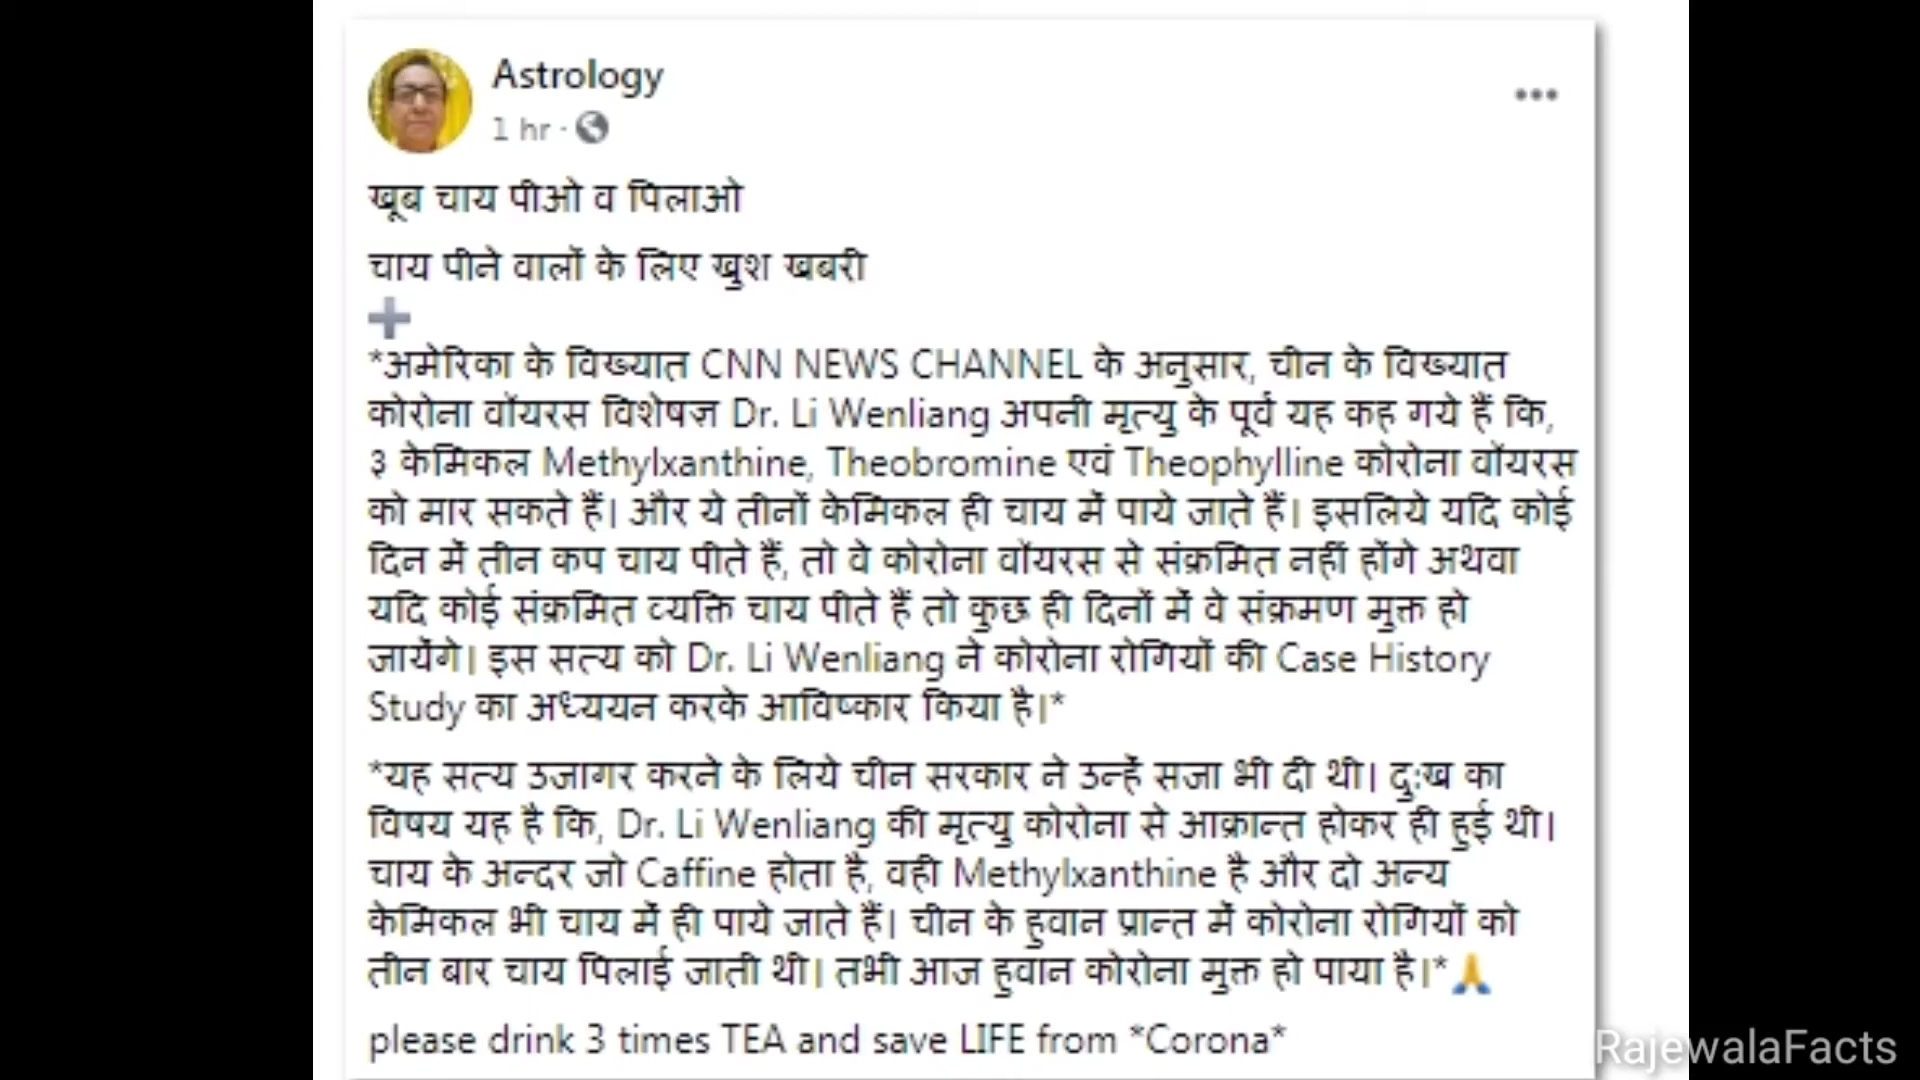 Astrology
1 hr ·
खूब चाय पीओ व पिलाओ
चाय पीने वालों के लिए खुश खबरी
*अमेरिका के विख्यात CNN NEWS CHANNEL के अनुसार, चीन के विख्यात
कोरोना वॉयरस विशेषज्ञ Dr. Li Wenliang अपनी मृत्यु के पूर्व यह कह गये हैं कि,
३ केमिकल Methylxanthine, Theobromine एवं Theophylline कोरोना वॉयरस
को मार सकते हैं। और ये तीनों केमिकल ही चाय में पाये जाते हैं। इसलिये यदि कोई
दिन में तीन कप चाय पीते हैं, तो वे कोरोना वॉयरस से संक्रमित नहीं होंगे अथवा
यदि कोई संक्रमित व्यक्ति चाय पीते हैं तो कुछ ही दिनों में वे संक्रमण मुक्त हो
जायेंगे। इस सत्य को Dr. Li Wenliang ने कोरोना रोगियों की Case History
Study का अध्ययन करके आविष्कार किया है।*
*यह सत्य उजागर करने के लिये चीन सरकार ने उन्हें सजा भी दी थी। दुःख का
विषय यह है कि, Dr. Li Wenliang की मृत्यु कोरोना से आक्रान्त होकर ही हुई थी।
चाय के अन्दर जो Caffine होता है, वही Methylxanthine है और दो अन्य
केमिकल भी चाय में ही पाये जाते हैं। चीन के हुवान प्रान्त में कोरोना रोगियों को
तीन बार चाय पिलाई जाती थी। तभी आज हुवान कोरोना मुक्त हो पाया है।*🙏
please drink 3 times TEA and save LIFE from *Corona*
RajewalaFacts